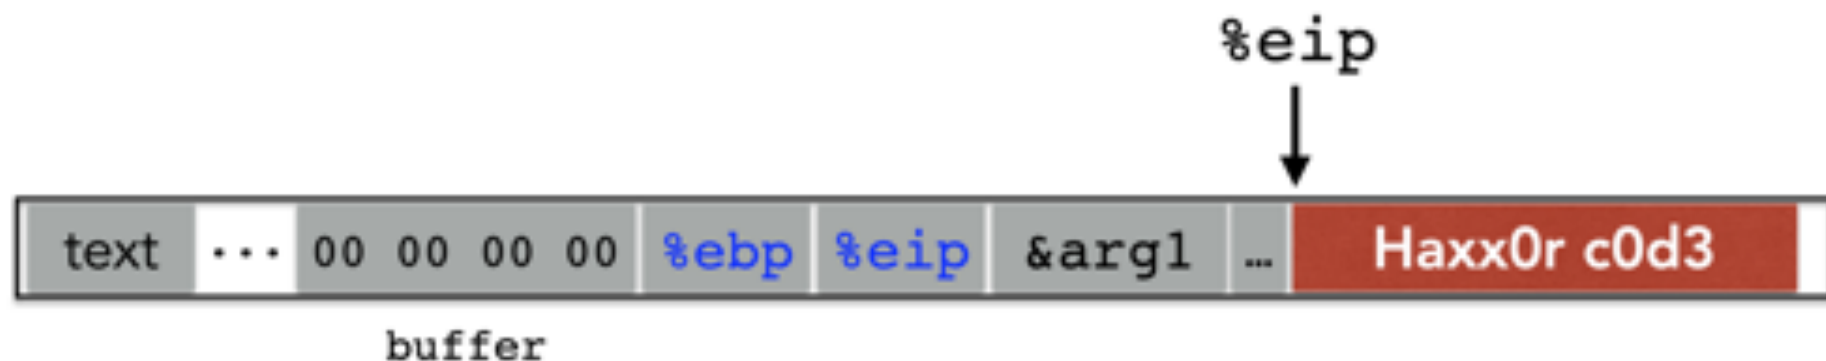 %eip
text ... 00 00 00 00 %ebp %eip &arg1 … Haxx0r c0d3
buffer